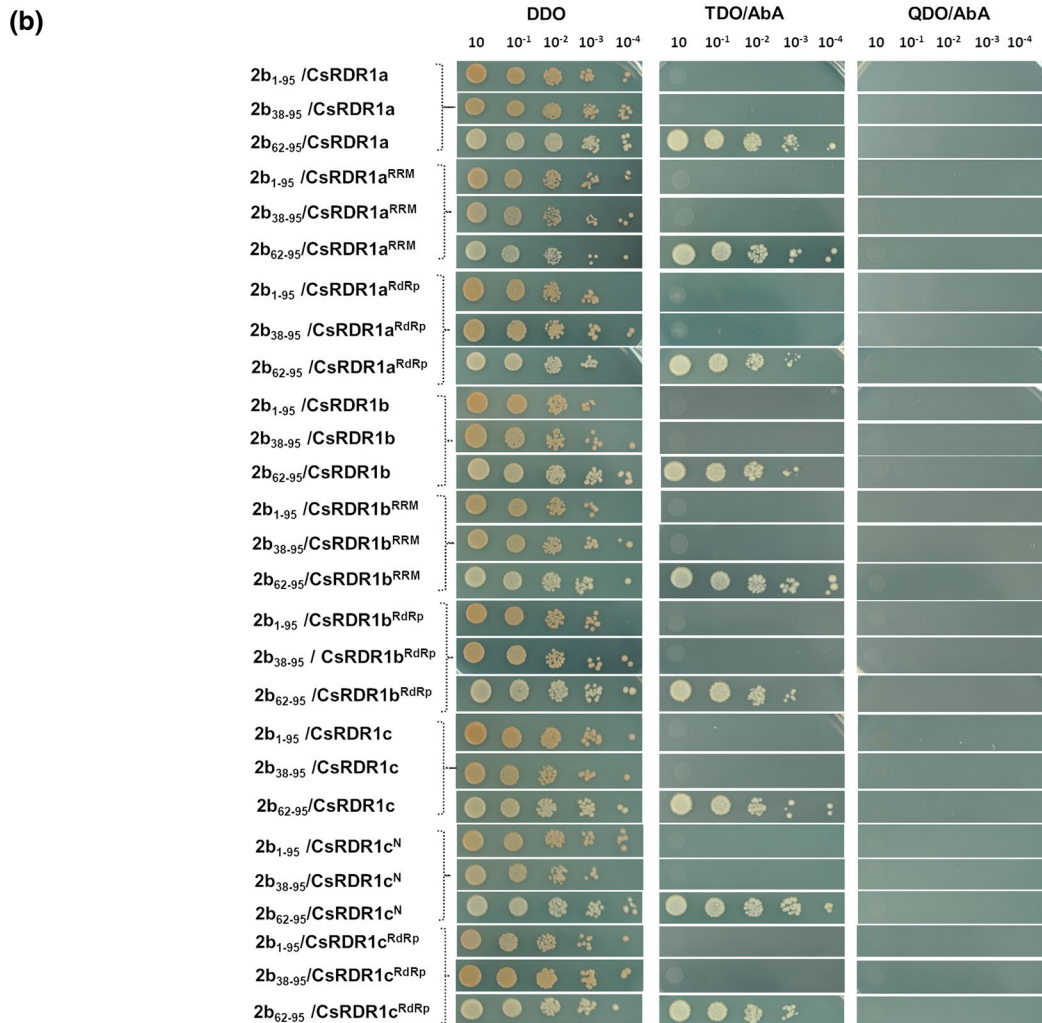 (b)
DDO TDO/AbA QDO/AbA
10 10⁻¹ 10⁻² 10⁻³ 10⁻⁴ 10 10⁻¹ 10⁻² 10⁻³ 10⁻⁴ 10 10⁻¹ 10⁻² 10⁻³ 10⁻⁴
2b₁₋₉₅ /CsRDR1a
2b₃₈₋₉₅ /CsRDR1a
2b₆₂₋₉₅/CsRDR1a
2b₁₋₉₅ /CsRDR1aᴿᴿᴹ
2b₃₈₋₉₅/CsRDR1aᴿᴿᴹ
2b₆₂₋₉₅/CsRDR1aᴿᴿᴹ
2b₁₋₉₅ /CsRDR1aᴿᵈᴿᵖ
2b₃₈₋₉₅ /CsRDR1aᴿᵈᴿᵖ
2b₆₂₋₉₅ /CsRDR1aᴿᵈᴿᵖ
2b₁₋₉₅ /CsRDR1b
2b₃₈₋₉₅ /CsRDR1b
2b₆₂₋₉₅/CsRDR1b
2b₁₋₉₅ /CsRDR1bᴿᴿᴹ
2b₃₈₋₉₅/CsRDR1bᴿᴿᴹ
2b₆₂₋₉₅/CsRDR1bᴿᴿᴹ
2b₁₋₉₅ /CsRDR1bᴿᵈᴿᵖ
2b₃₈₋₉₅ / CsRDR1bᴿᵈᴿᵖ
2b₆₂₋₉₅ /CsRDR1bᴿᵈᴿᵖ
2b₁₋₉₅ /CsRDR1c
2b₃₈₋₉₅ /CsRDR1c
2b₆₂₋₉₅/CsRDR1c
2b₁₋₉₅ /CsRDR1cᴺ
2b₃₈₋₉₅/CsRDR1cᴺ
2b₆₂₋₉₅/CsRDR1cᴺ
2b₁₋₉₅/CsRDR1cᴿᵈᴿᵖ
2b₃₈₋₉₅/CsRDR1cᴿᵈᴿᵖ
2b₆₂₋₉₅ /CsRDR1cᴿᵈᴿᵖ